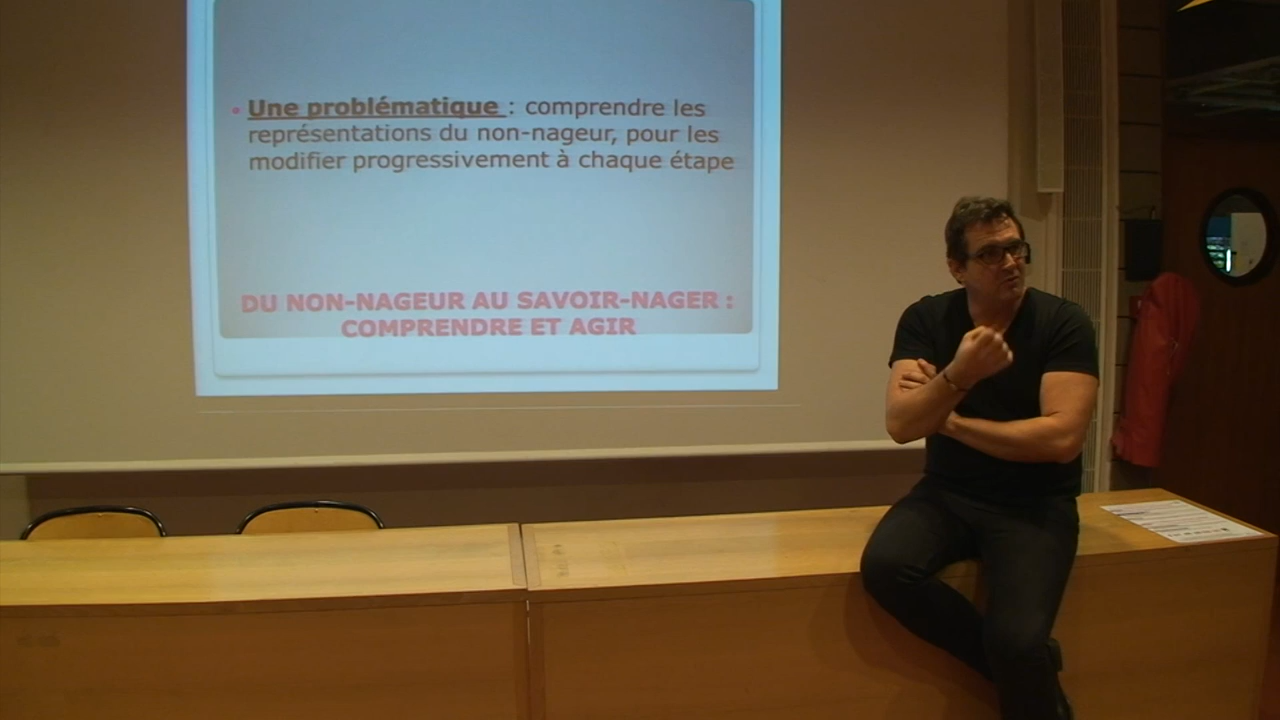 Une problématique : comprendre les
représentations du non-nageur, pour les
modifier progressivement à chaque étape
DU NON-NAGEUR AU SAVOIR-NAGER :
COMPRENDRE ET AGIR